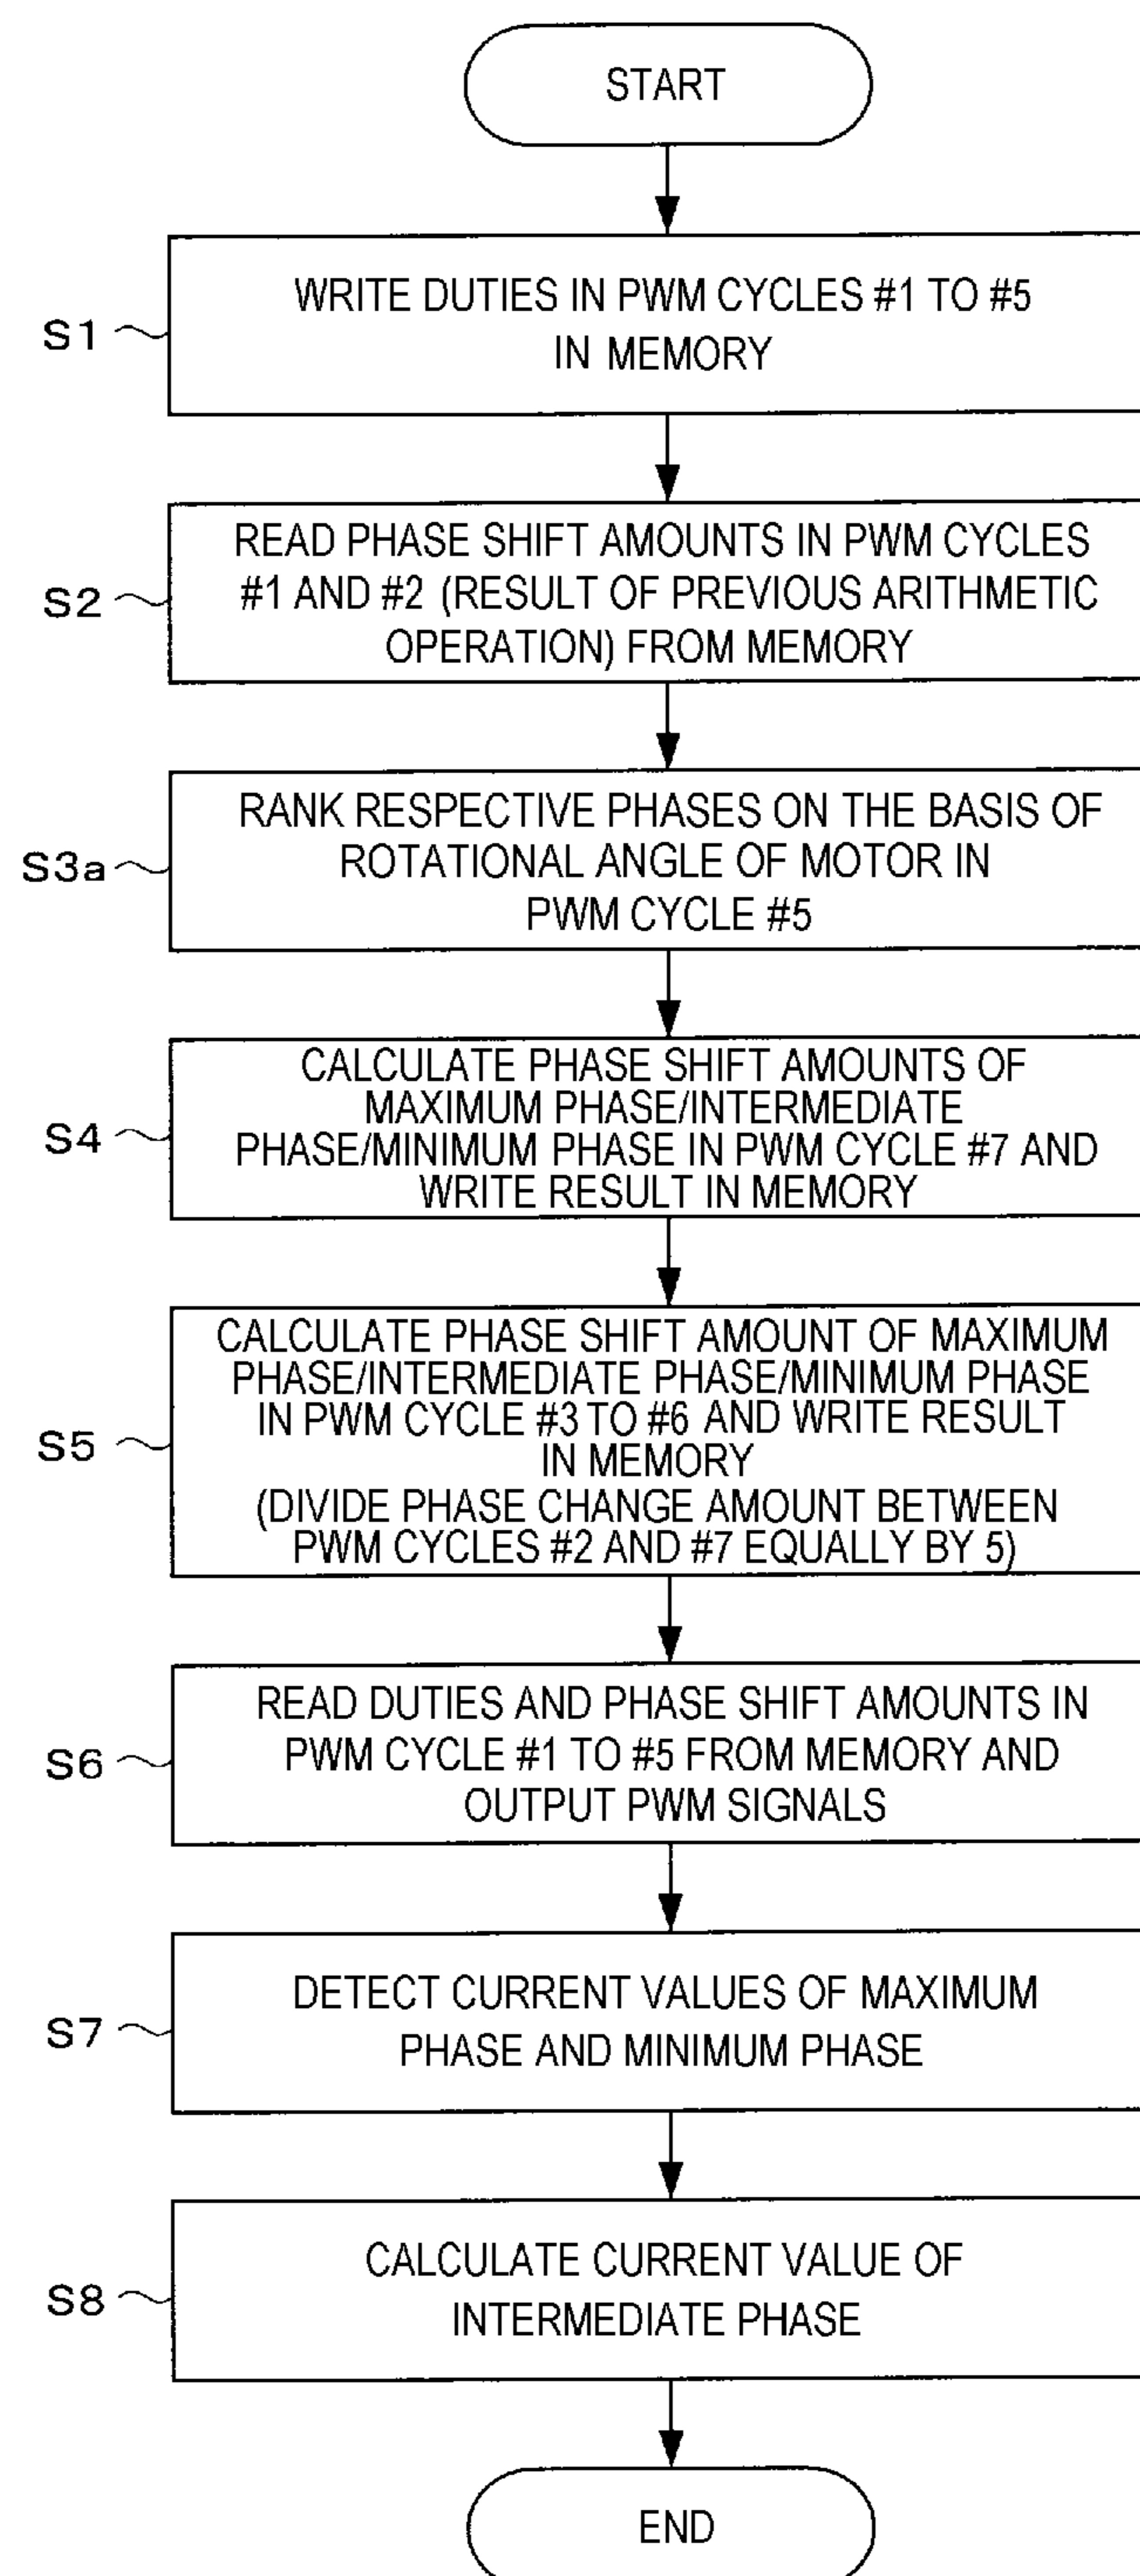 START
S1
WRITE DUTIES IN PWM CYCLES #1 TO #5
IN MEMORY
S2
READ PHASE SHIFT AMOUNTS IN PWM CYCLES
#1 AND #2 (RESULT OF PREVIOUS ARITHMETIC
OPERATION) FROM MEMORY
S3a
RANK RESPECTIVE PHASES ON THE BASIS OF
ROTATIONAL ANGLE OF MOTOR IN
PWM CYCLE #5
S4
CALCULATE PHASE SHIFT AMOUNTS OF
MAXIMUM PHASE/INTERMEDIATE
PHASE/MINIMUM PHASE IN PWM CYCLE #7 AND
WRITE RESULT IN MEMORY
S5
CALCULATE PHASE SHIFT AMOUNT OF MAXIMUM
PHASE/INTERMEDIATE PHASE/MINIMUM PHASE
IN PWM CYCLE #3 TO #6 AND WRITE RESULT
IN MEMORY
(DIVIDE PHASE CHANGE AMOUNT BETWEEN
PWM CYCLES #2 AND #7 EQUALLY BY 5)
S6
READ DUTIES AND PHASE SHIFT AMOUNTS IN
PWM CYCLE #1 TO #5 FROM MEMORY AND
OUTPUT PWM SIGNALS
S7
DETECT CURRENT VALUES OF MAXIMUM
PHASE AND MINIMUM PHASE
S8
CALCULATE CURRENT VALUE OF
INTERMEDIATE PHASE
END